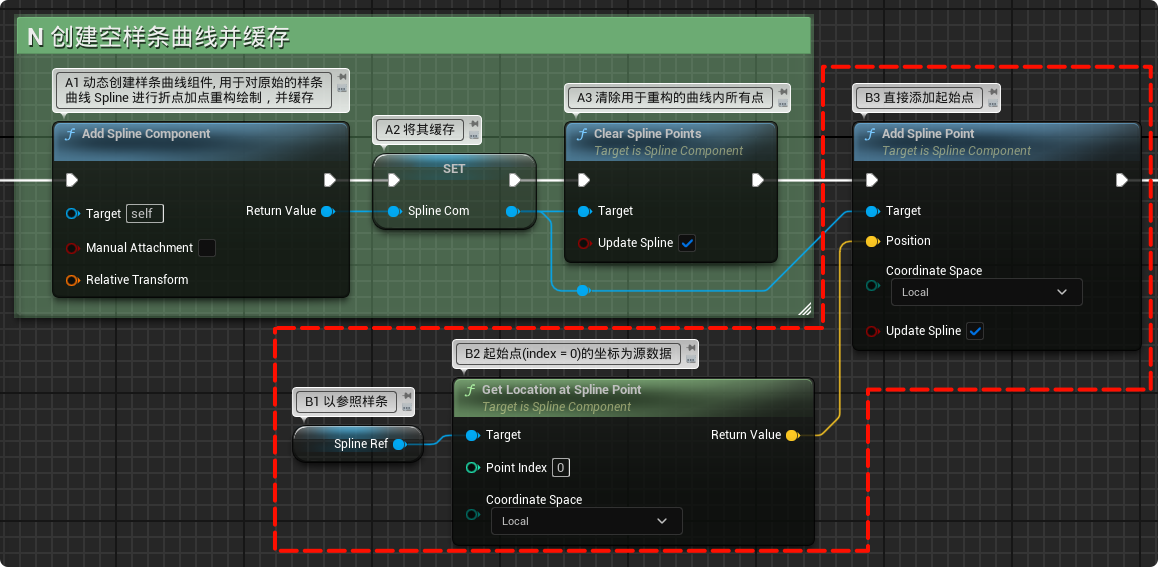 N 创建空样条曲线并缓存
A1 动态创建样条曲线组件, 用于对原始的样条
曲线 Spline 进行折点加点重构绘制，并缓存
Add Spline Component
Target
self
Return Value
Manual Attachment
Relative Transform
A2 将其缓存
SET
Spline Com
A3 清除用于重构的曲线内所有点
Clear Spline Points
Target is Spline Component
Target
Update Spline
B3 直接添加起始点
Add Spline Point
Target is Spline Component
Target
Position
Coordinate Space
Local
Update Spline
B1 以参照样条
Spline Ref
B2 起始点(index = 0)的坐标为源数据
Get Location at Spline Point
Target is Spline Component
Target
Return Value
Point Index
0
Coordinate Space
Local